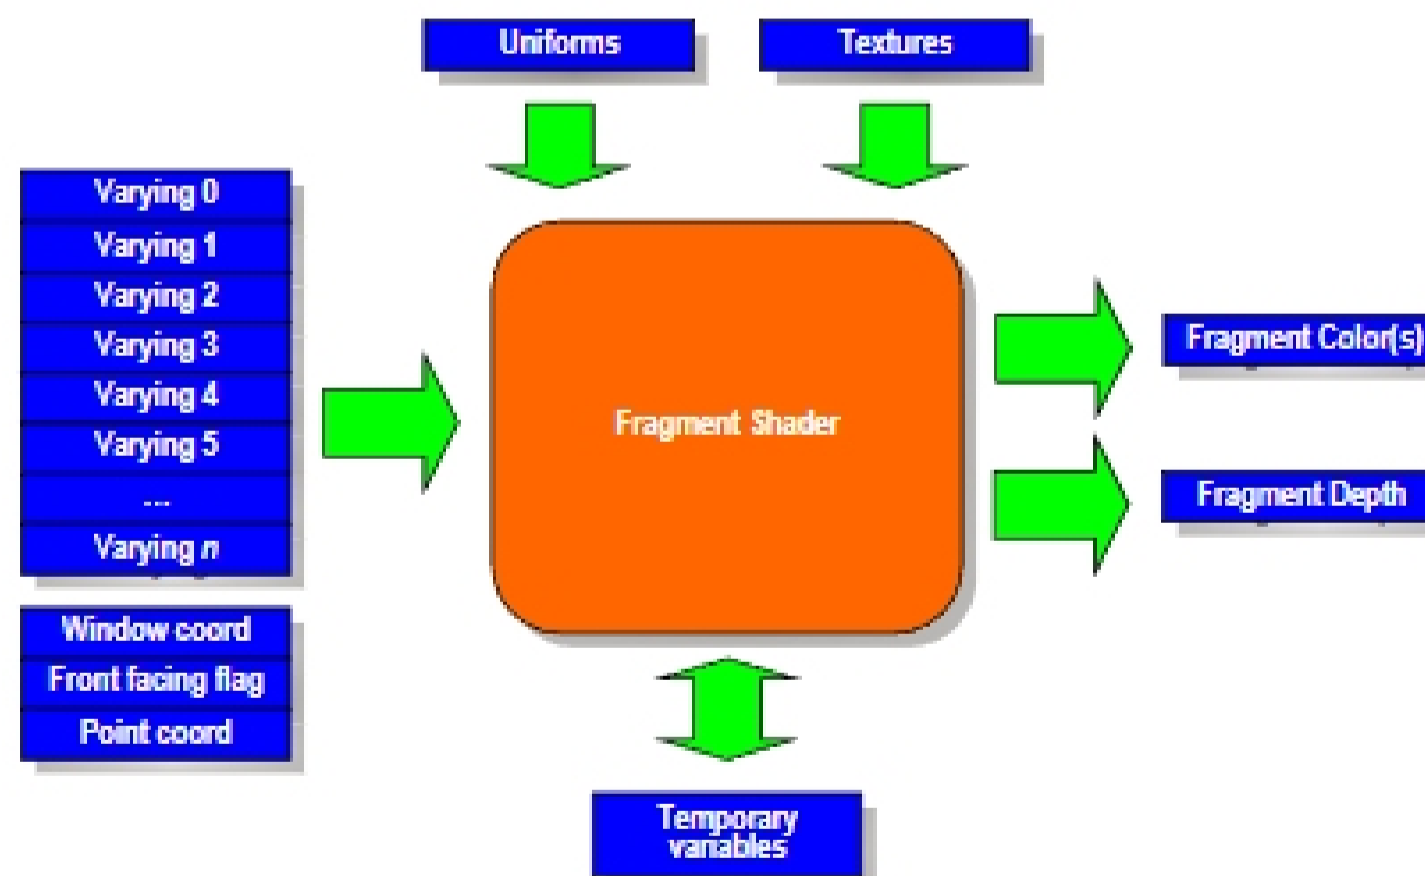 Uniforms
Textures
Varying 0
Varying 1
Varying 2
Varying 3
Varying 4
Varying 5
...
Varying n
Window coord
Front facing flag
Point coord
Fragment Shader
Fragment Color(s)
Fragment Depth
Temporary
variables